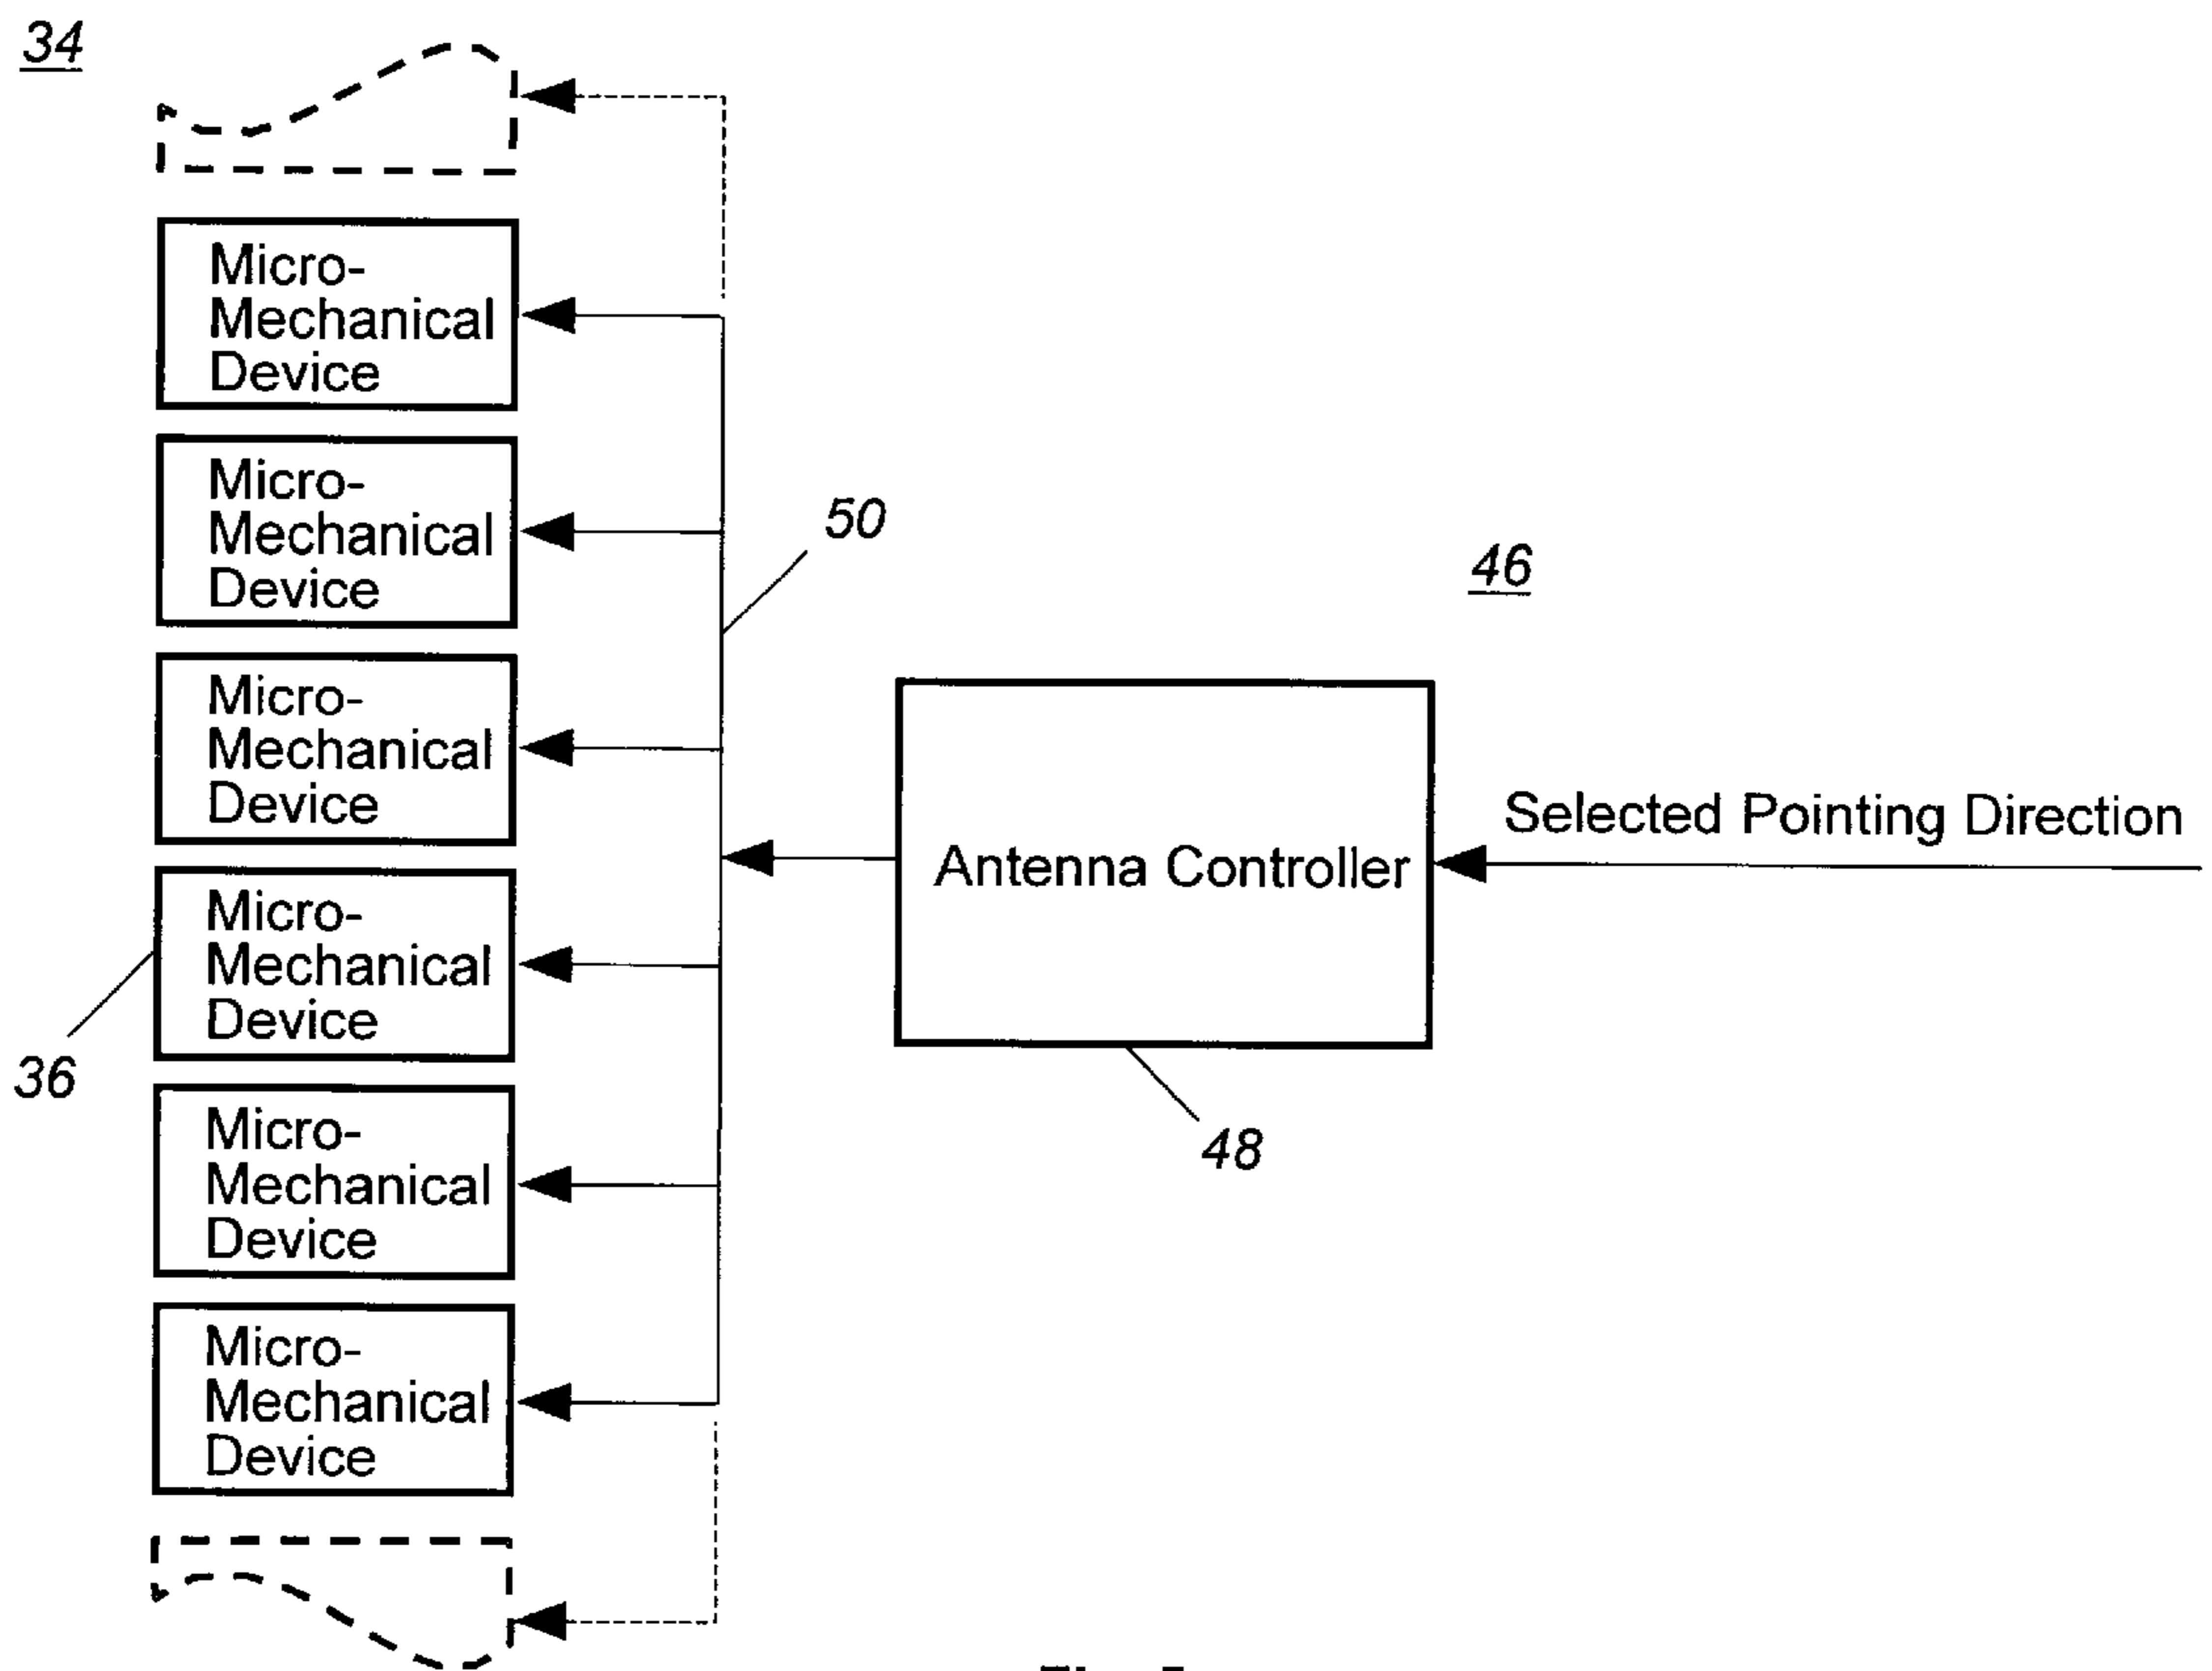 34
Micro-
Mechanical
Device
Micro-
Mechanical
Device
50
46
Micro-
Mechanical
Device
Selected Pointing Direction
Antenna Controller
Micro-
Mechanical
Device
36
48
Micro-
Mechanical
Device
Micro-
Mechanical
Device